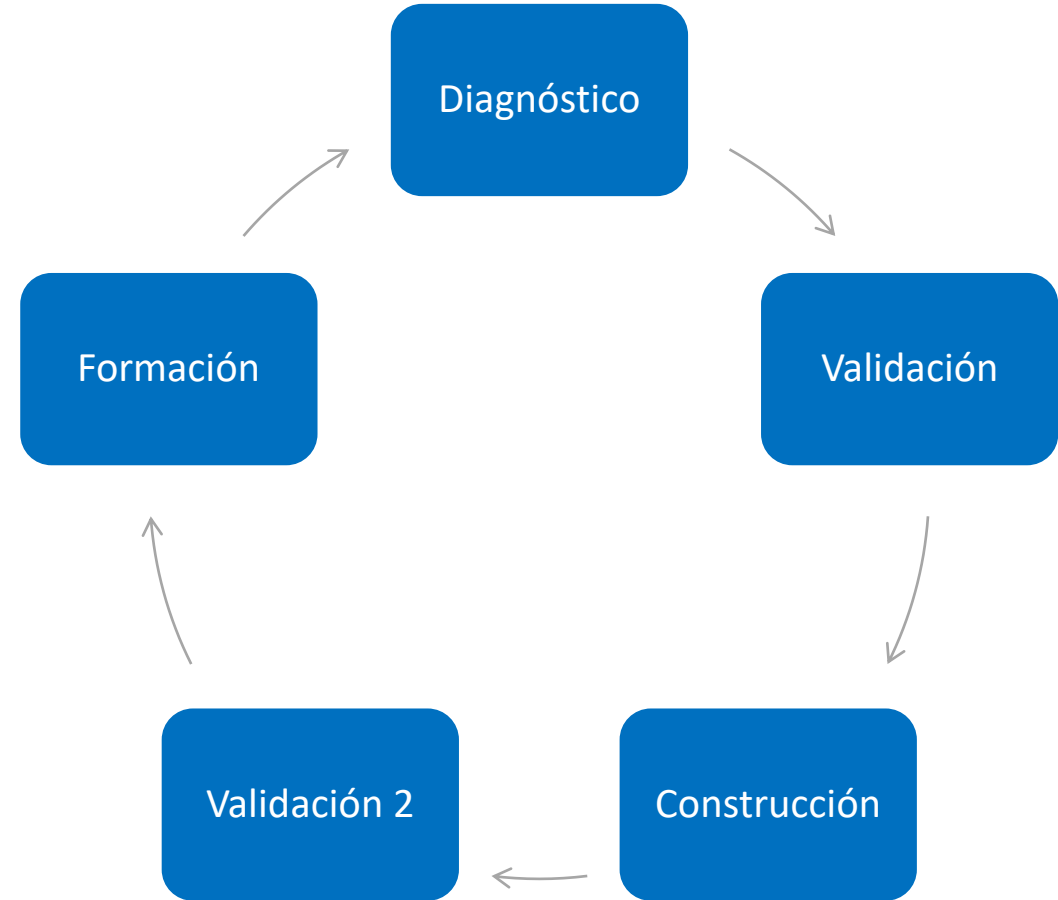 Diagnóstico
Validación
Construcción
Validación 2
Formación